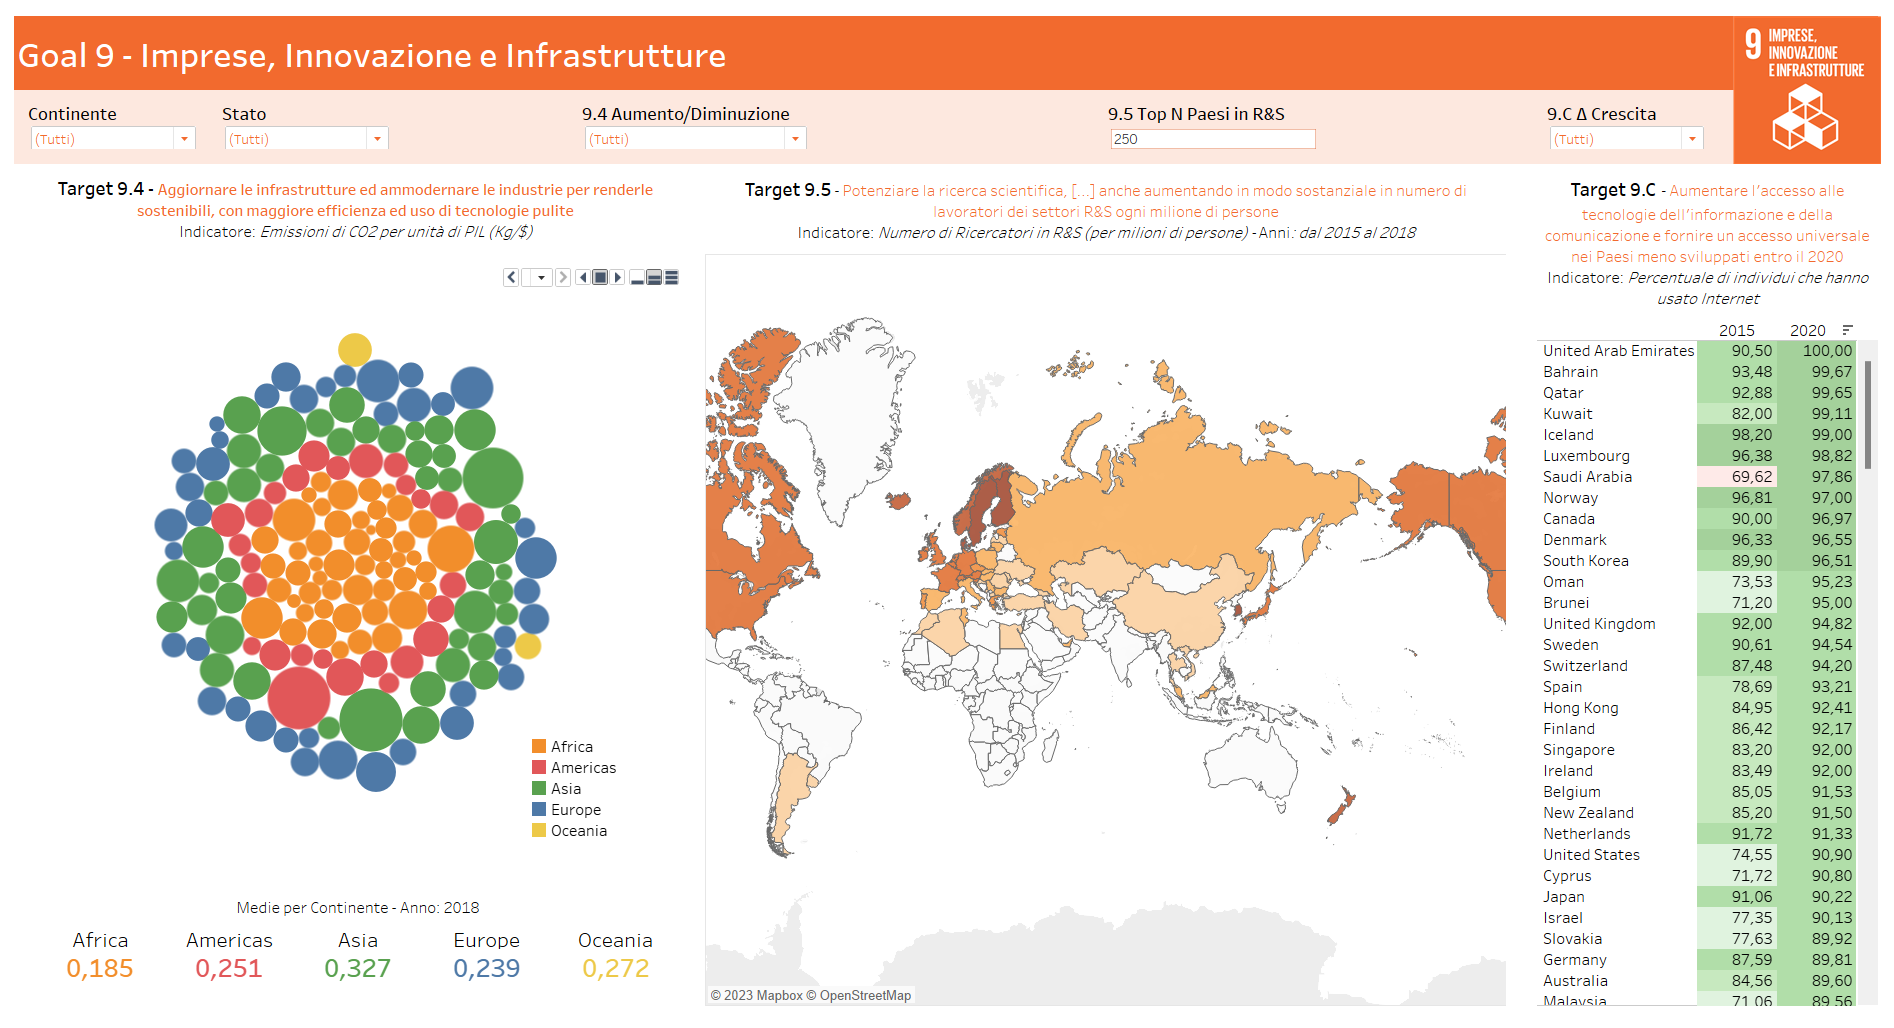 Goal 9 - Imprese, Innovazione e Infrastrutture
9 IMPRESE,
INNOVAZIONE
E INFRASTRUTTURE
Continente
(Tutti)
Stato
(Tutti)
9.4 Aumento/Diminuzione
(Tutti)
9.5 Top N Paesi in R&S
250
9.C Δ Crescita
(Tutti)
Target 9.4 - Aggiornare le infrastrutture ed ammodernare le industrie per renderle
sostenibili, con maggiore efficienza ed uso di tecnologie pulite
Indicatore: Emissioni di CO2 per unità di PIL (Kg/$)
Africa
Americas
Asia
Europe
Oceania
Medie per Continente - Anno: 2018
Africa Americas Asia Europe Oceania
0,185 0,251 0,327 0,239 0,272
Target 9.5 - Potenziare la ricerca scientifica, [...] anche aumentando in modo sostanziale in numero di
lavoratori dei settori R&S ogni milione di persone
Indicatore: Numero di Ricercatori in R&S (per milioni di persone) - Anni: dal 2015 al 2018
© 2023 Mapbox © OpenStreetMap
Target 9.C - Aumentare l'accesso alle
tecnologie dell'informazione e della
comunicazione e fornire un accesso universale
nei Paesi meno sviluppati entro il 2020
Indicatore: Percentuale di individui che hanno
usato Internet
2015 2020
United Arab Emirates 90,50 100,00
Bahrain 93,48 99,67
Qatar 92,88 99,65
Kuwait 82,00 99,11
Iceland 98,20 99,00
Luxembourg 96,38 98,82
Saudi Arabia 69,62 97,86
Norway 96,81 97,00
Canada 90,00 96,97
Denmark 96,33 96,55
South Korea 89,90 96,51
Oman 73,53 95,23
Brunei 71,20 95,00
United Kingdom 92,00 94,82
Sweden 90,61 94,54
Switzerland 87,48 94,20
Spain 78,69 93,21
Hong Kong 84,95 92,41
Finland 86,42 92,17
Singapore 83,20 92,00
Ireland 83,49 92,00
Belgium 85,05 91,53
New Zealand 85,20 91,50
Netherlands 91,72 91,33
United States 74,55 90,90
Cyprus 71,72 90,80
Japan 91,06 90,22
Israel 77,35 90,13
Slovakia 77,63 89,92
Germany 87,59 89,81
Australia 84,56 89,60
Malaysia 71,06 89,56